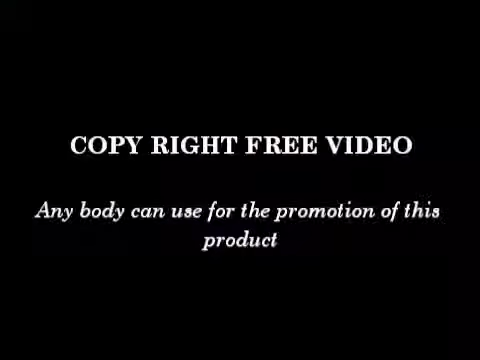 COPY RIGHT FREE VIDEO
Any body can use for the promotion of this
product